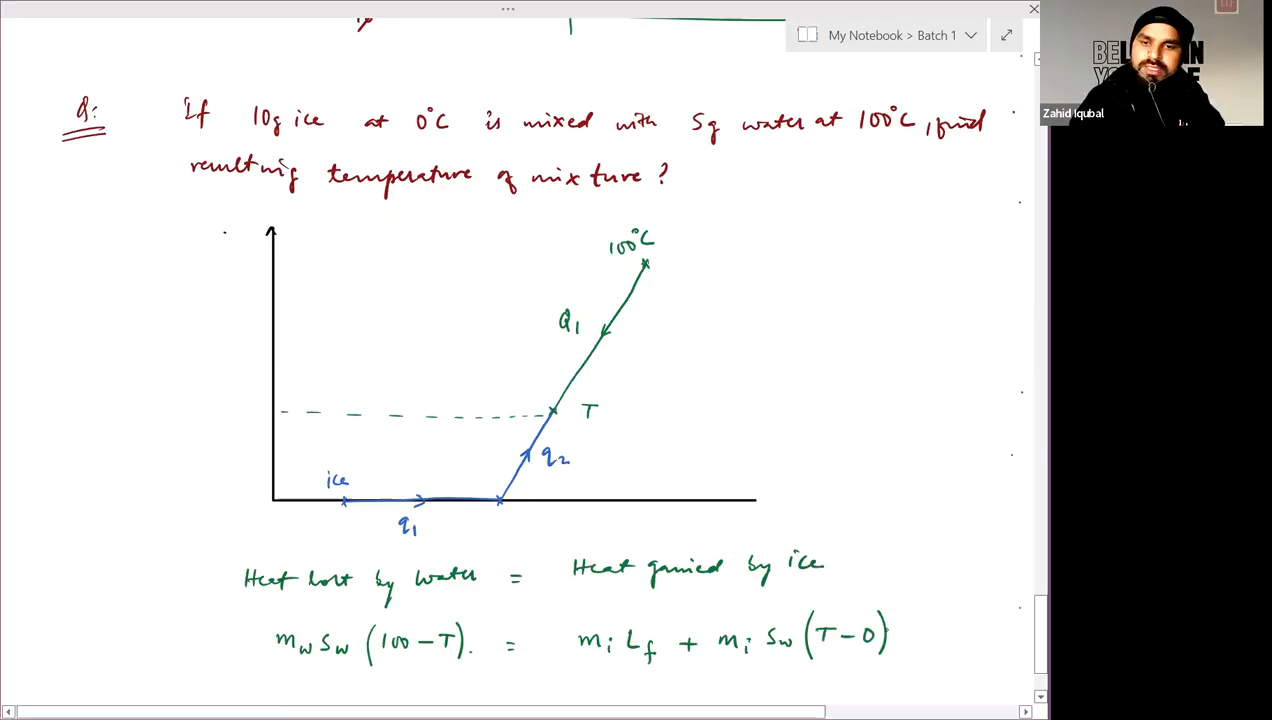 My Notebook > Batch 1
Zahid Iqubal
Q: If 10g ice at 0°C is mixed with 5g water at 100°C, find
resulting temperature of mixture?
100°C
Q1
T
q2
ice
q1
Heat lost by water = Heat gained by ice
mw Sw (100 - T). = mi Lf + mi Sw (T - 0)